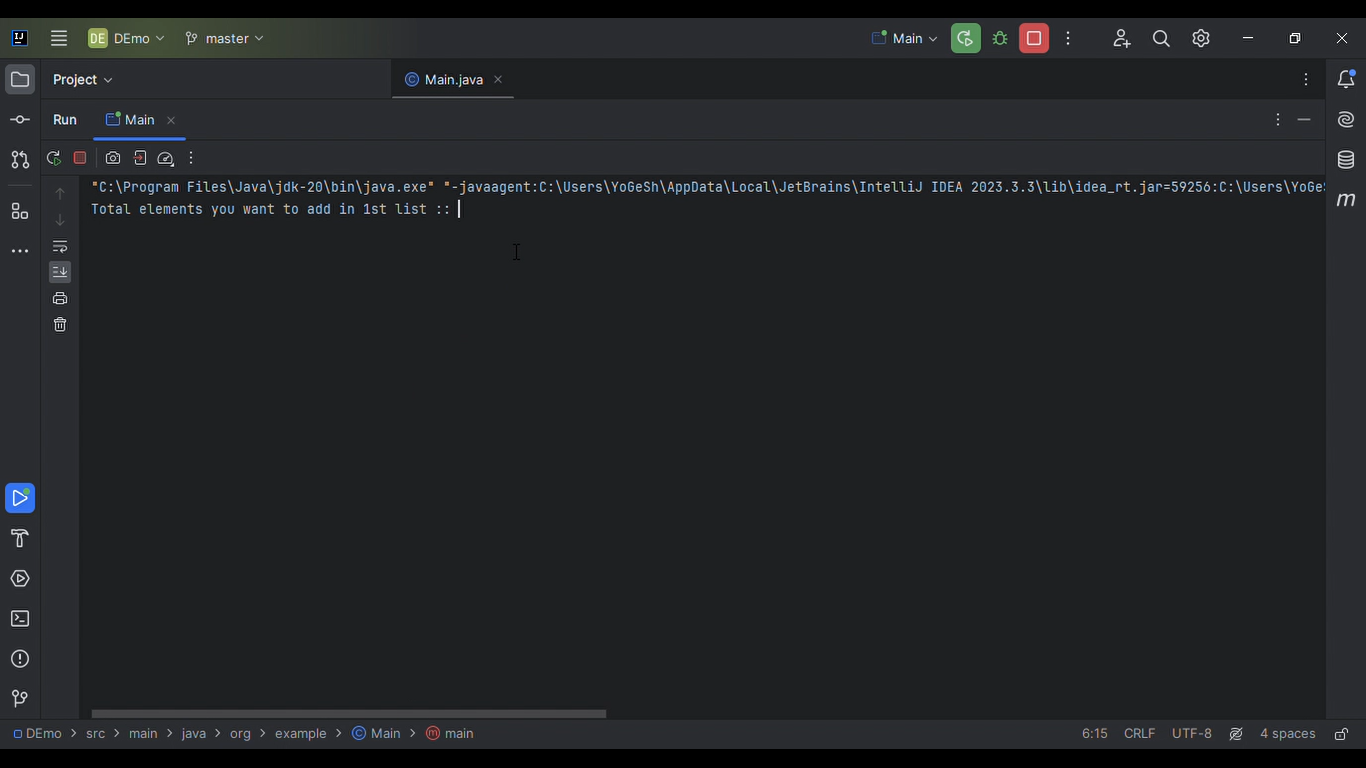 IJ
DE DEmo master Main
Project Main.java
Run Main
"C:\Program Files\Java\jdk-20\bin\java.exe" "-javaagent:C:\Users\YoGeSh\AppData\Local\JetBrains\IntelliJ IDEA 2023.3.3\lib\idea_rt.jar=59256:C:\Users\YoGeS
Total elements you want to add in 1st list ::
DEmo > src > main > java > org > example > Main > main 6:15 CRLF UTF-8 4 spaces